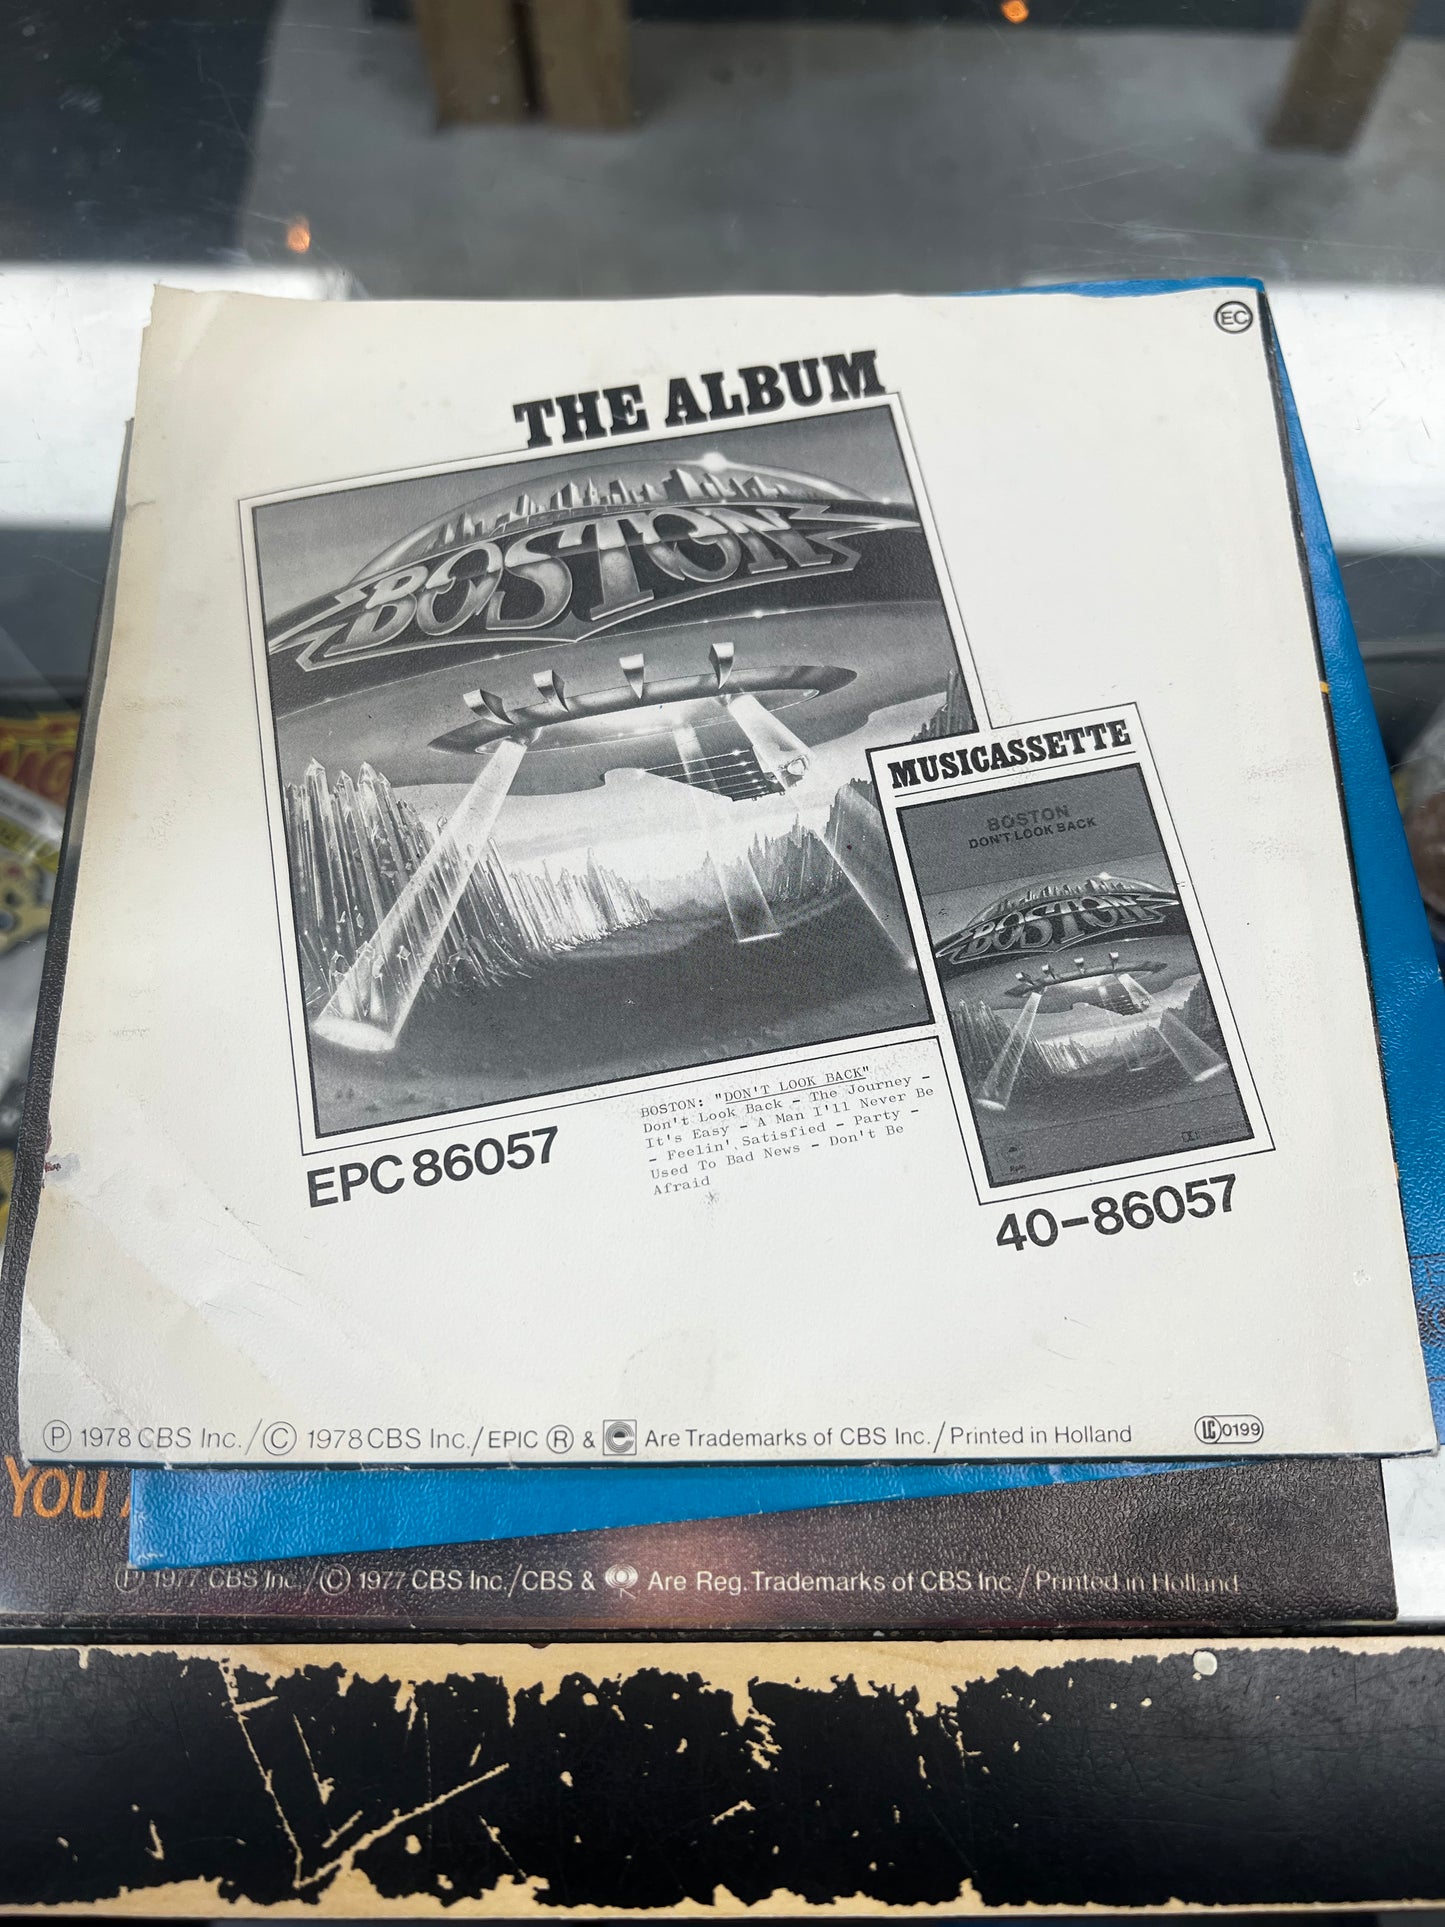 EC
THE ALBUM
BOSTON
MUSICASSETTE
BOSTON
DON'T LOOK BACK
BOSTON
BOSTON: "DON'T LOOK BACK"
Don't Look Back - The Journey -
It's Easy - A Man I'll Never Be
- Feelin' Satisfied - Party -
Used To Bad News - Don't Be
Afraid
*
EPC 86057
Epic
40-86057
Ⓟ 1978 CBS Inc./Ⓒ 1978 CBS Inc./EPIC Ⓡ & e Are Trademarks of CBS Inc./Printed in Holland
LC 0199
You
Ⓟ 1977 CBS Inc./Ⓒ 1977 CBS Inc./CBS & Are Reg. Trademarks of CBS Inc./Printed in Holland